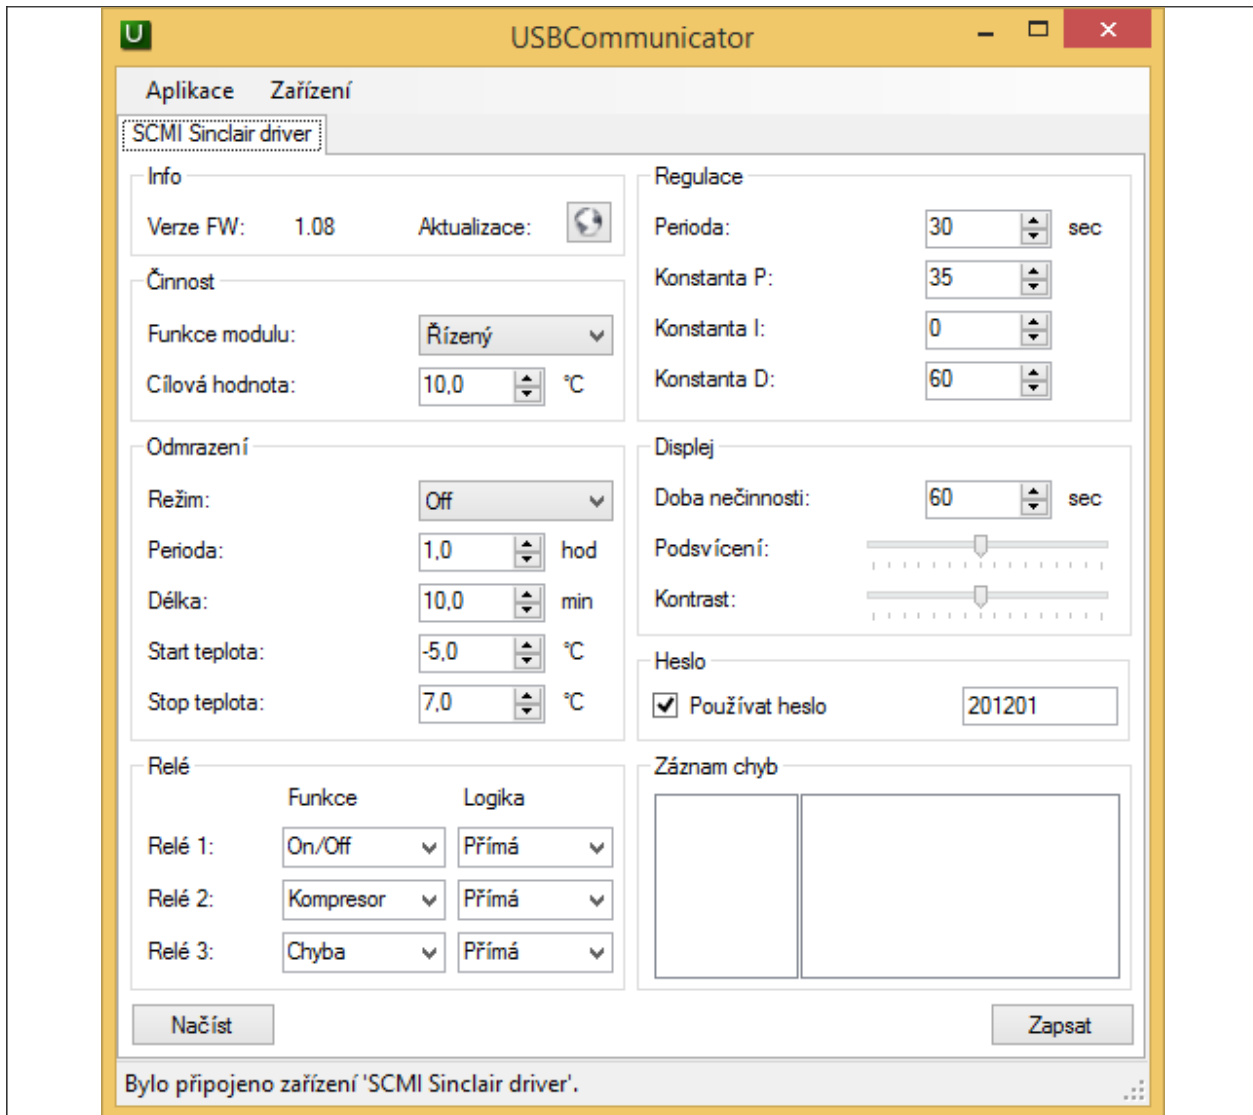 USBCommunicator
Aplikace Zařízení
SCMI Sinclair driver
Info
Verze FW: 1.08 Aktualizace:
Činnost
Funkce modulu: Řízený
Cílová hodnota: 10,0 °C
Odmrazení
Režim: Off
Perioda: 1,0 hod
Délka: 10,0 min
Start teplota: -5,0 °C
Stop teplota: 7,0 °C
Relé
Funkce Logika
Relé 1: On/Off Přímá
Relé 2: Kompresor Přímá
Relé 3: Chyba Přímá
Regulace
Perioda: 30 sec
Konstanta P: 35
Konstanta I: 0
Konstanta D: 60
Displej
Doba nečinnosti: 60 sec
Podsvícení:
Kontrast:
Heslo
Používat heslo 201201
Záznam chyb
Načíst Zapsat
Bylo připojeno zařízení 'SCMI Sinclair driver'.